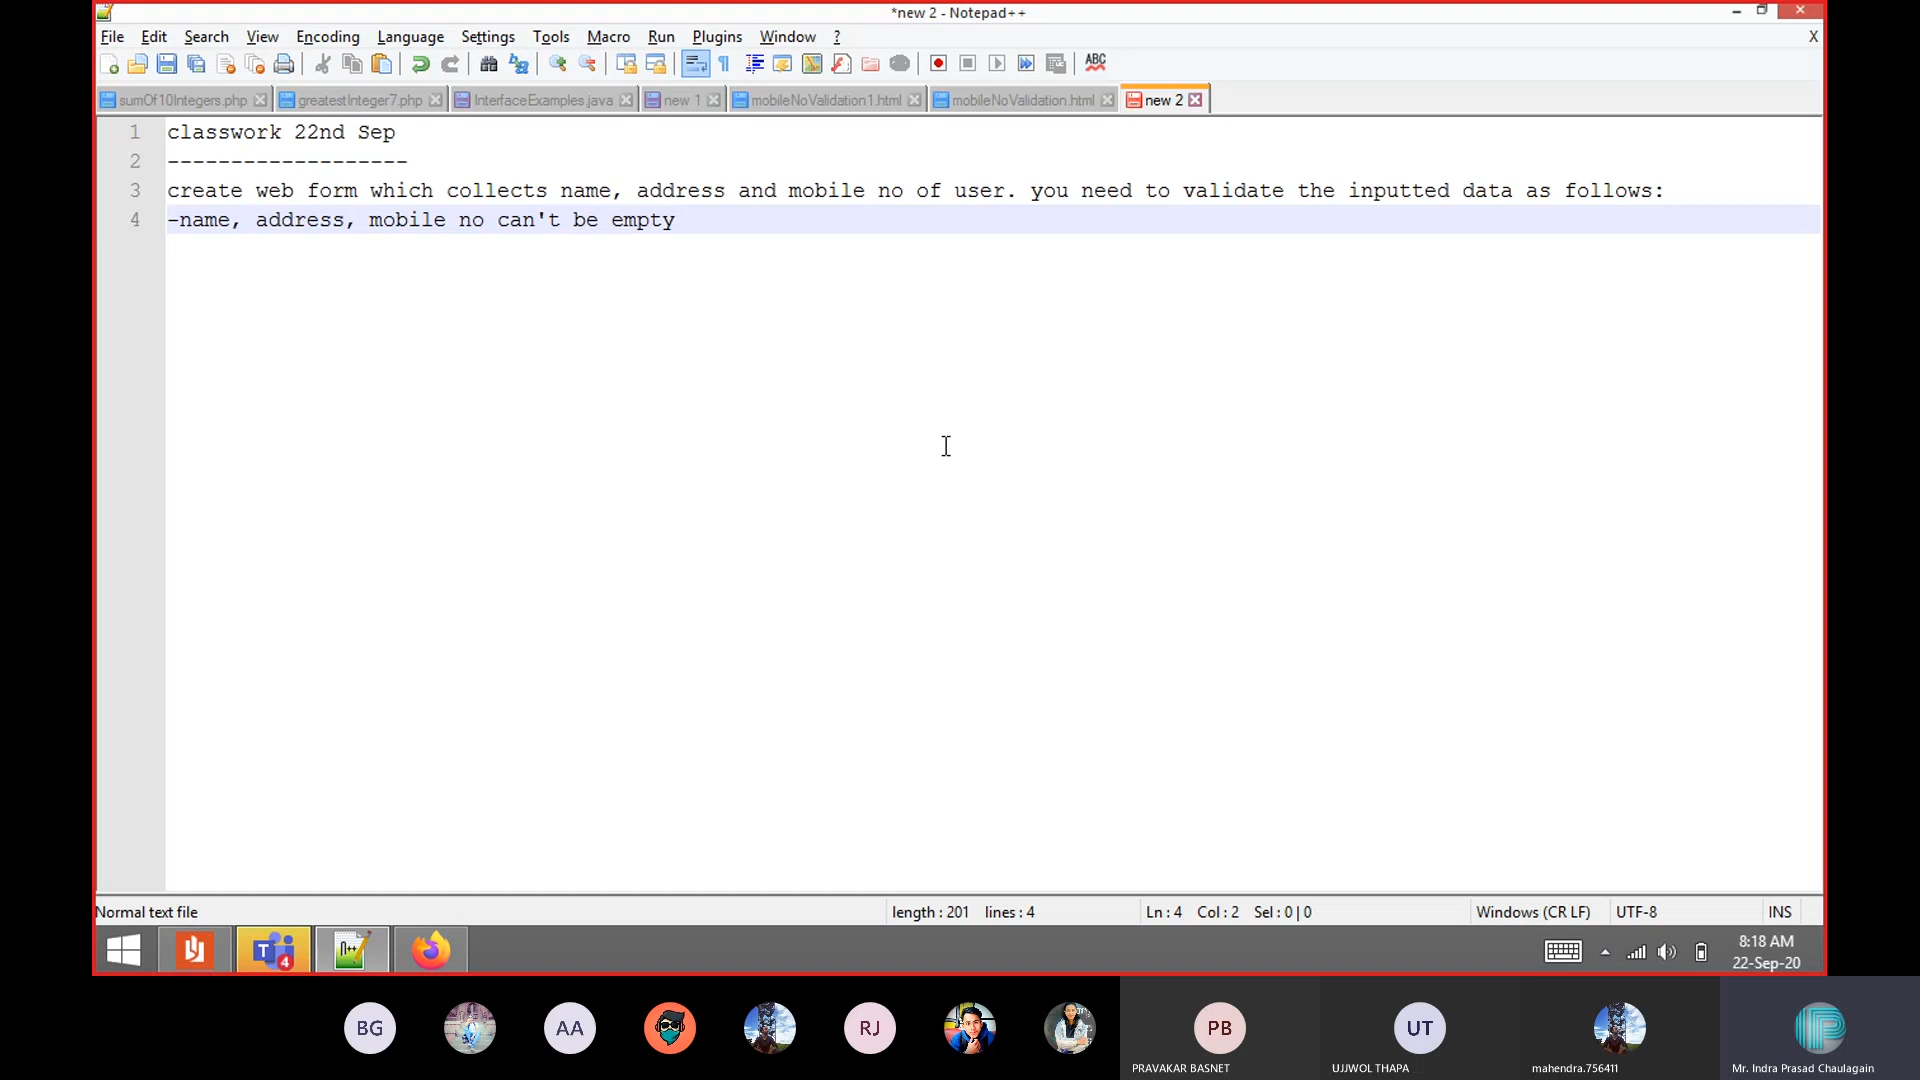 *new 2 - Notepad++
File Edit Search View Encoding Language Settings Tools Macro Run Plugins Window ? X
ABC
sumOf10Integers.php greatestInteger7.php InterfaceExamples.java new 1 mobileNoValidation1.html mobileNoValidation.html new 2
1 classwork 22nd Sep
2 -------------------
3 create web form which collects name, address and mobile no of user. you need to validate the inputted data as follows:
4 -name, address, mobile no can't be empty
Normal text file length : 201 lines : 4 Ln : 4 Col : 2 Sel : 0 | 0 Windows (CR LF) UTF-8 INS
T 4 n++ 8:18 AM
22-Sep-20
BG AA RJ PB UT
PRAVAKAR BASNET UJJWOL THAPA mahendra.756411 Mr. Indra Prasad Chaulagain